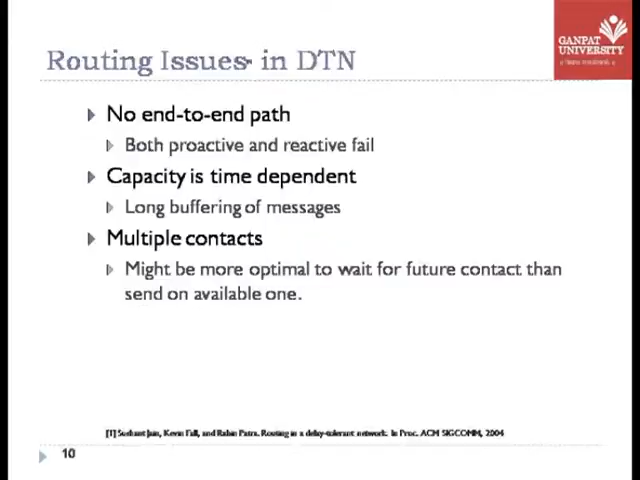 Routing Issues- in DTN
GANPAT
UNIVERSITY
No end-to-end path
Both proactive and reactive fail
Capacity is time dependent
Long buffering of messages
Multiple contacts
Might be more optimal to wait for future contact than
send on available one.
[1] Sushant Jain, Kevin Fall, and Rabin Patra. Routing in a delay-tolerant network. In Proc. ACM SIGCOMM, 2004
10